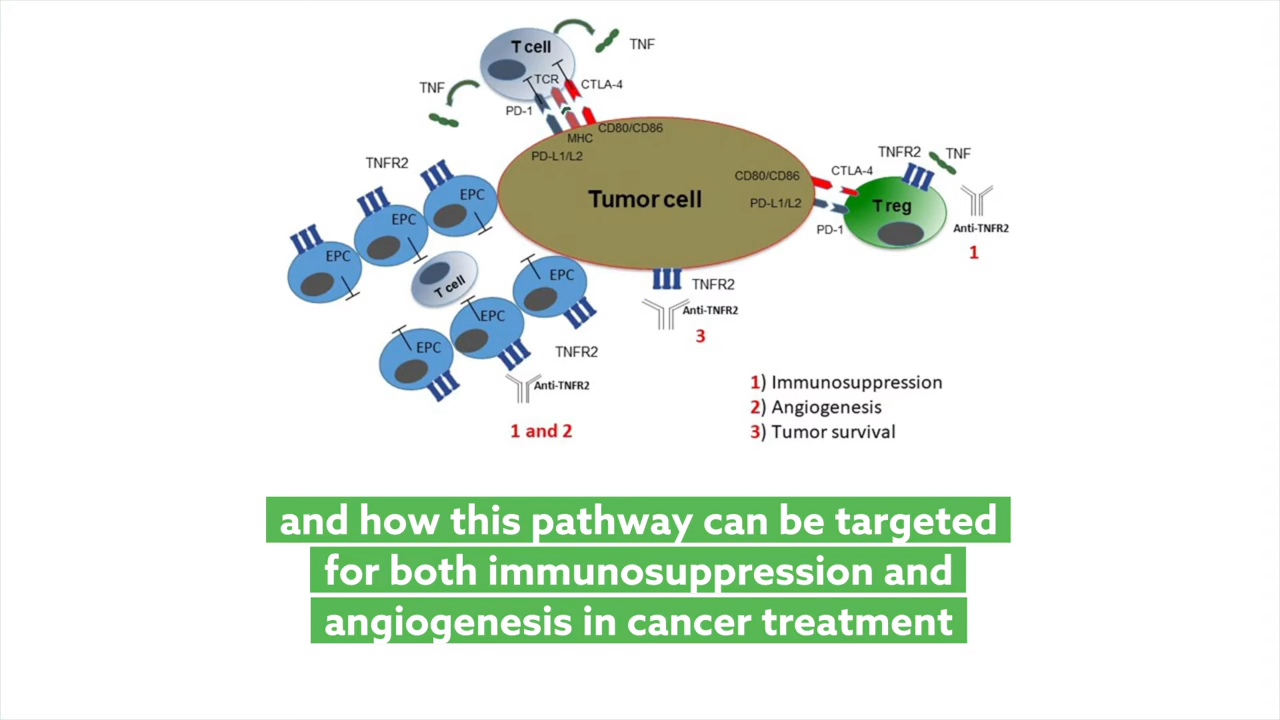 T cell
TNF
TNF
TCR
CTLA-4
PD-1
CD80/CD86
MHC
PD-L1/L2
TNFR2
EPC
EPC
EPC
T cell
EPC
EPC
EPC
TNFR2
Anti-TNFR2
1 and 2
Tumor cell
CD80/CD86
PD-L1/L2
CTLA-4
PD-1
TNFR2
TNF
T reg
Anti-TNFR2
1
TNFR2
Anti-TNFR2
3
1) Immunosuppression
2) Angiogenesis
3) Tumor survival
and how this pathway can be targeted
for both immunosuppression and
angiogenesis in cancer treatment